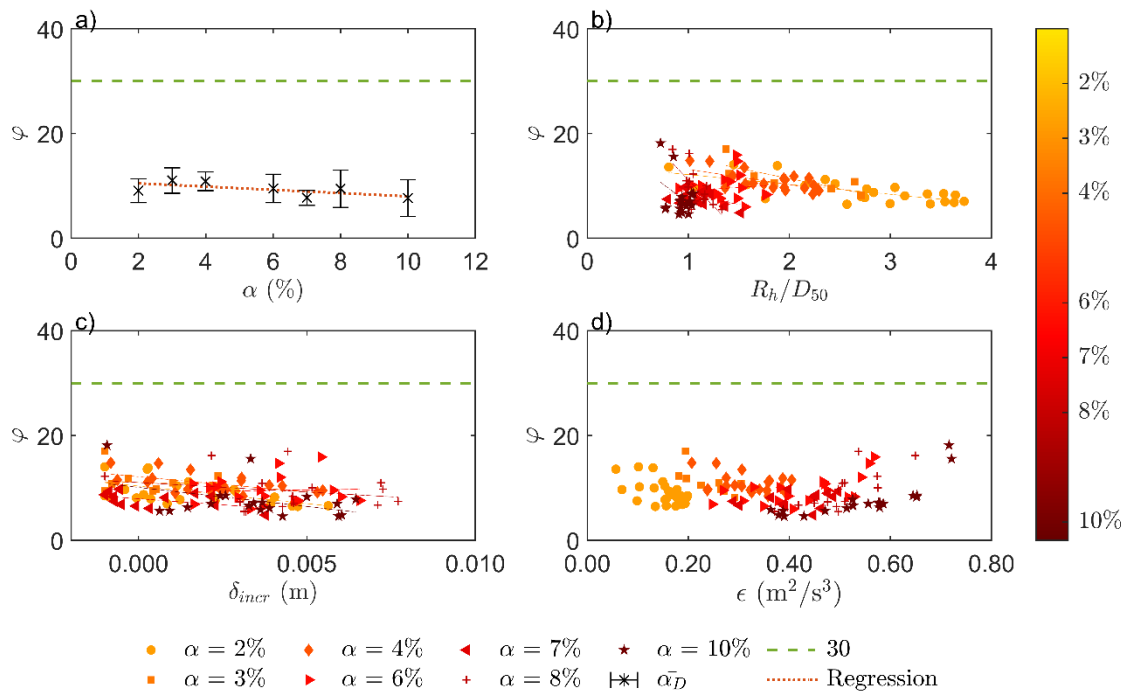 a)
40
20
0
φ
0 2 4 6 8 10 12
α (%)
b)
40
20
0
φ
0 1 2 3 4
R_h/D_50
c)
40
20
0
φ
0.000 0.005 0.010
δ_incr (m)
d)
40
20
0
φ
0.00 0.20 0.40 0.60 0.80
ϵ (m²/s³)
2%
3%
4%
6%
7%
8%
10%
α = 2% α = 4% α = 7% α = 10% 30
α = 3% α = 6% α = 8% α_D¯ Regression